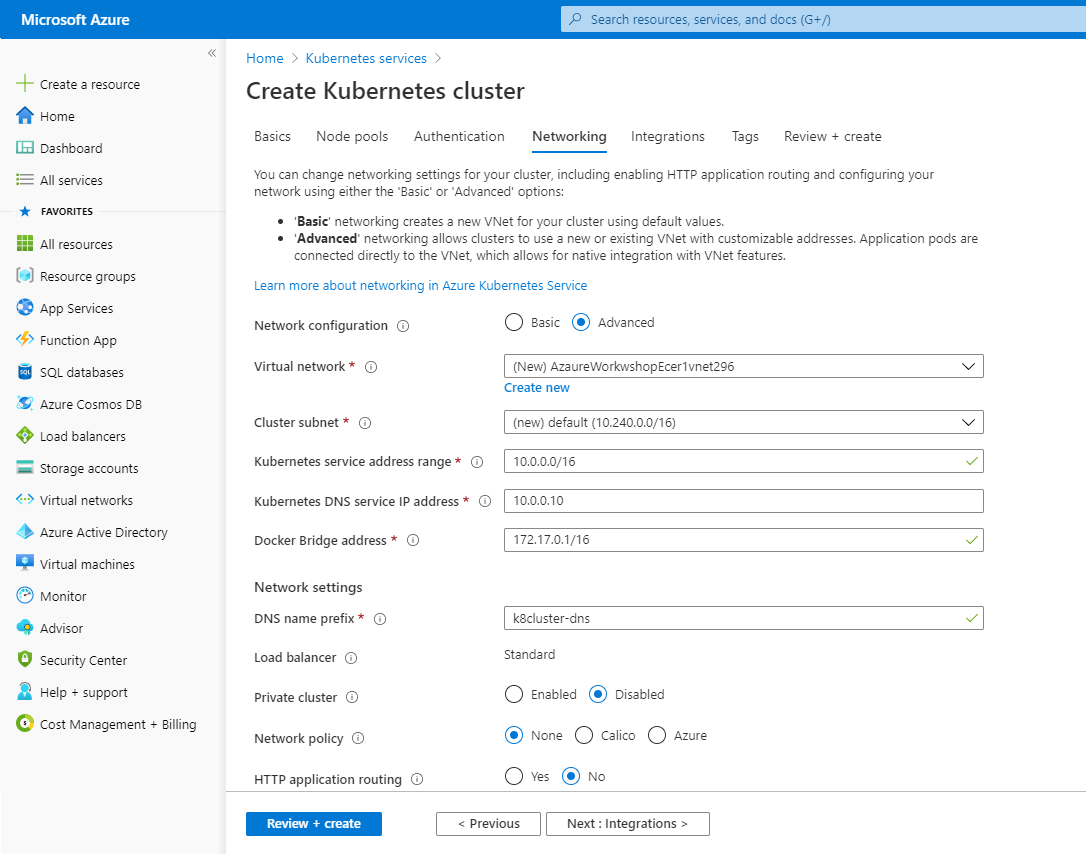 Microsoft Azure
Search resources, services, and docs (G+/)
«
Create a resource
Home
Dashboard
All services
FAVORITES
All resources
Resource groups
App Services
Function App
SQL databases
Azure Cosmos DB
Load balancers
Storage accounts
Virtual networks
Azure Active Directory
Virtual machines
Monitor
Advisor
Security Center
Help + support
Cost Management + Billing
Home > Kubernetes services >
Create Kubernetes cluster
Basics Node pools Authentication Networking Integrations Tags Review + create
You can change networking settings for your cluster, including enabling HTTP application routing and configuring your
network using either the 'Basic' or 'Advanced' options:
• 'Basic' networking creates a new VNet for your cluster using default values.
• 'Advanced' networking allows clusters to use a new or existing VNet with customizable addresses. Application pods are
connected directly to the VNet, which allows for native integration with VNet features.
Learn more about networking in Azure Kubernetes Service
Network configuration Basic Advanced
Virtual network * (New) AzaureWorkwshopEcer1vnet296
Create new
Cluster subnet * (new) default (10.240.0.0/16)
Kubernetes service address range * 10.0.0.0/16
Kubernetes DNS service IP address * 10.0.0.10
Docker Bridge address * 172.17.0.1/16
Network settings
DNS name prefix * k8cluster-dns
Load balancer Standard
Private cluster Enabled Disabled
Network policy None Calico Azure
HTTP application routing Yes No
Review + create < Previous Next : Integrations >